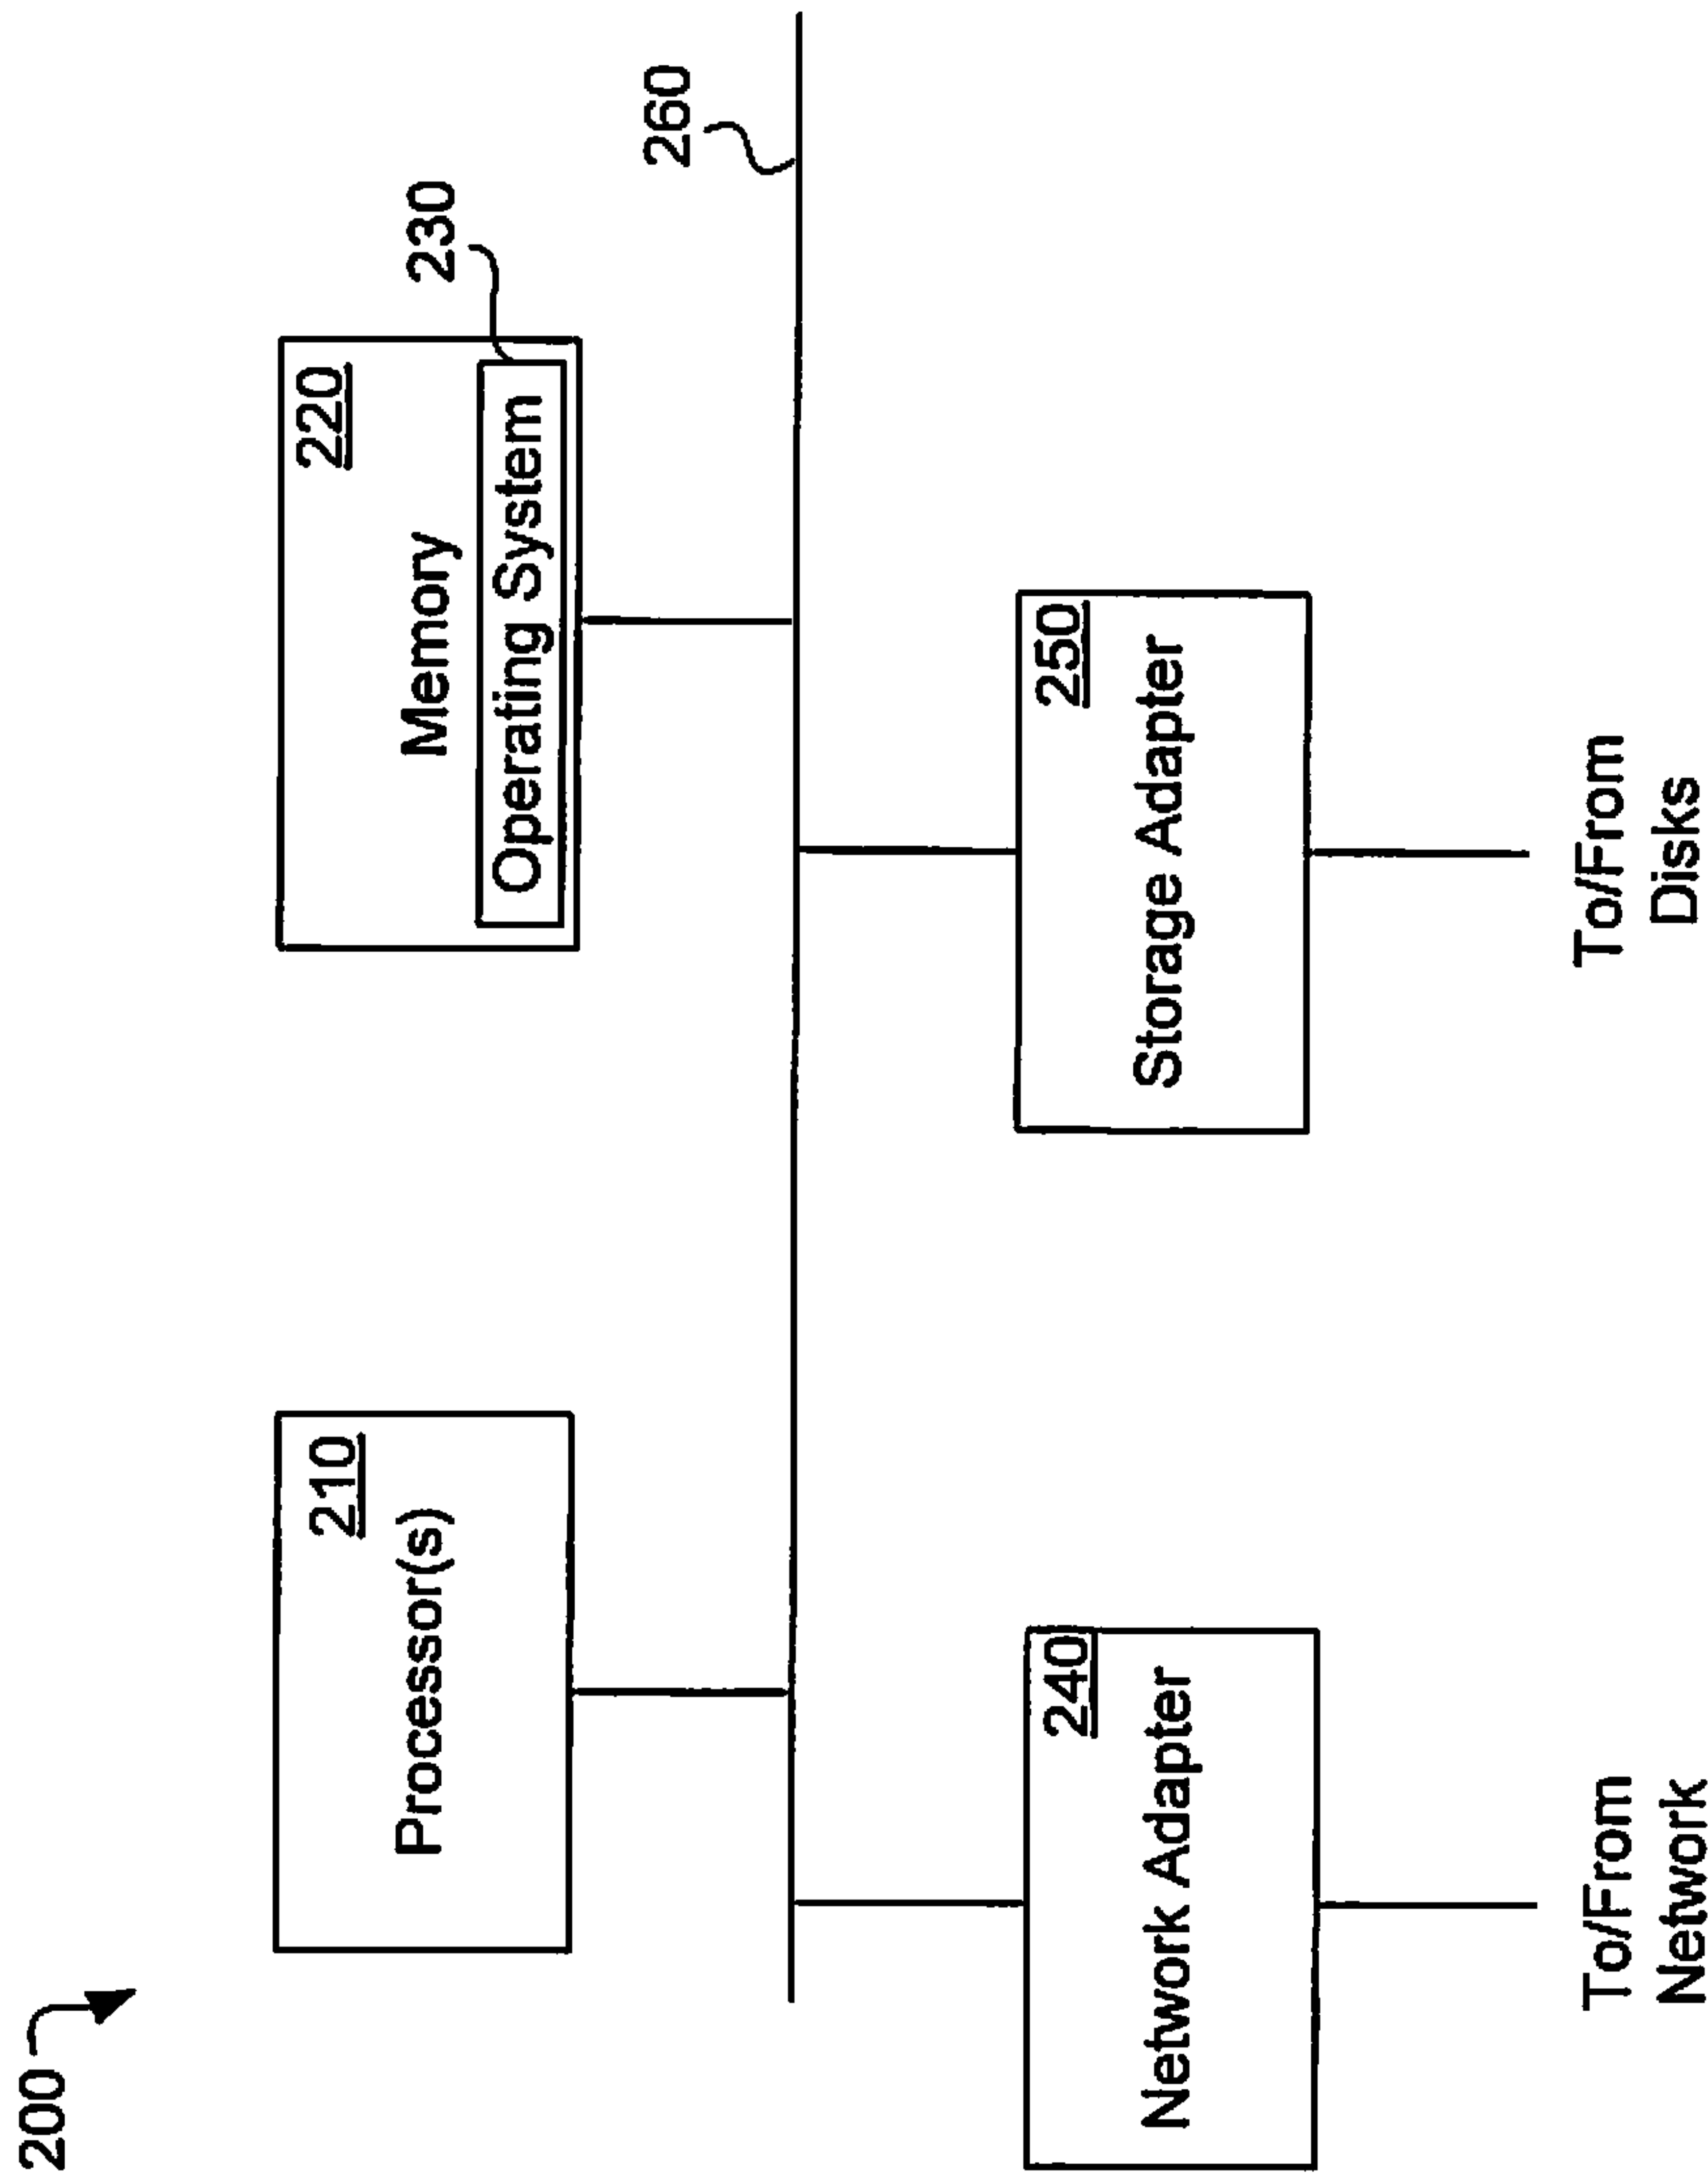 200
210
Processor(s)
220
Memory
Operating System
230
260
240
Network Adapter
250
Storage Adapter
To/From
Network
To/From
Disks